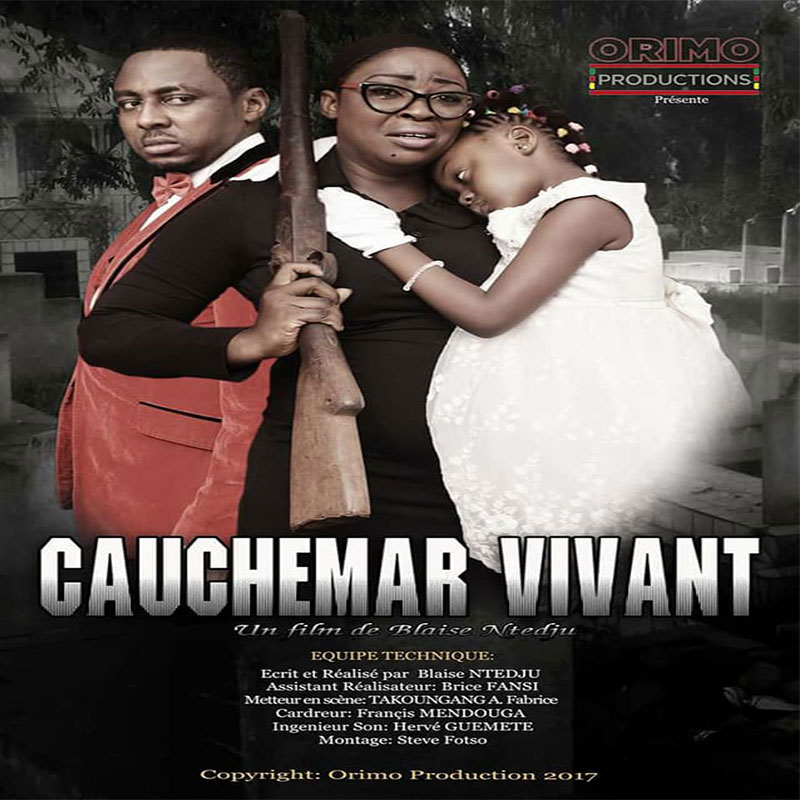 ORIMO
PRODUCTIONS
Présente
CAUCHEMAR VIVANT
Un film de Blaise Ntedju
EQUIPE TECHNIQUE:
Ecrit et Réalisé par Blaise NTEDJU
Assistant Réalisateur: Brice FANSI
Metteur en scène: TAKOUNGANG A. Fabrice
Cardreur: Françis MENDOUGA
Ingenieur Son: Hervé GUEMETE
Montage: Steve Fotso
Copyright: Orimo Production 2017